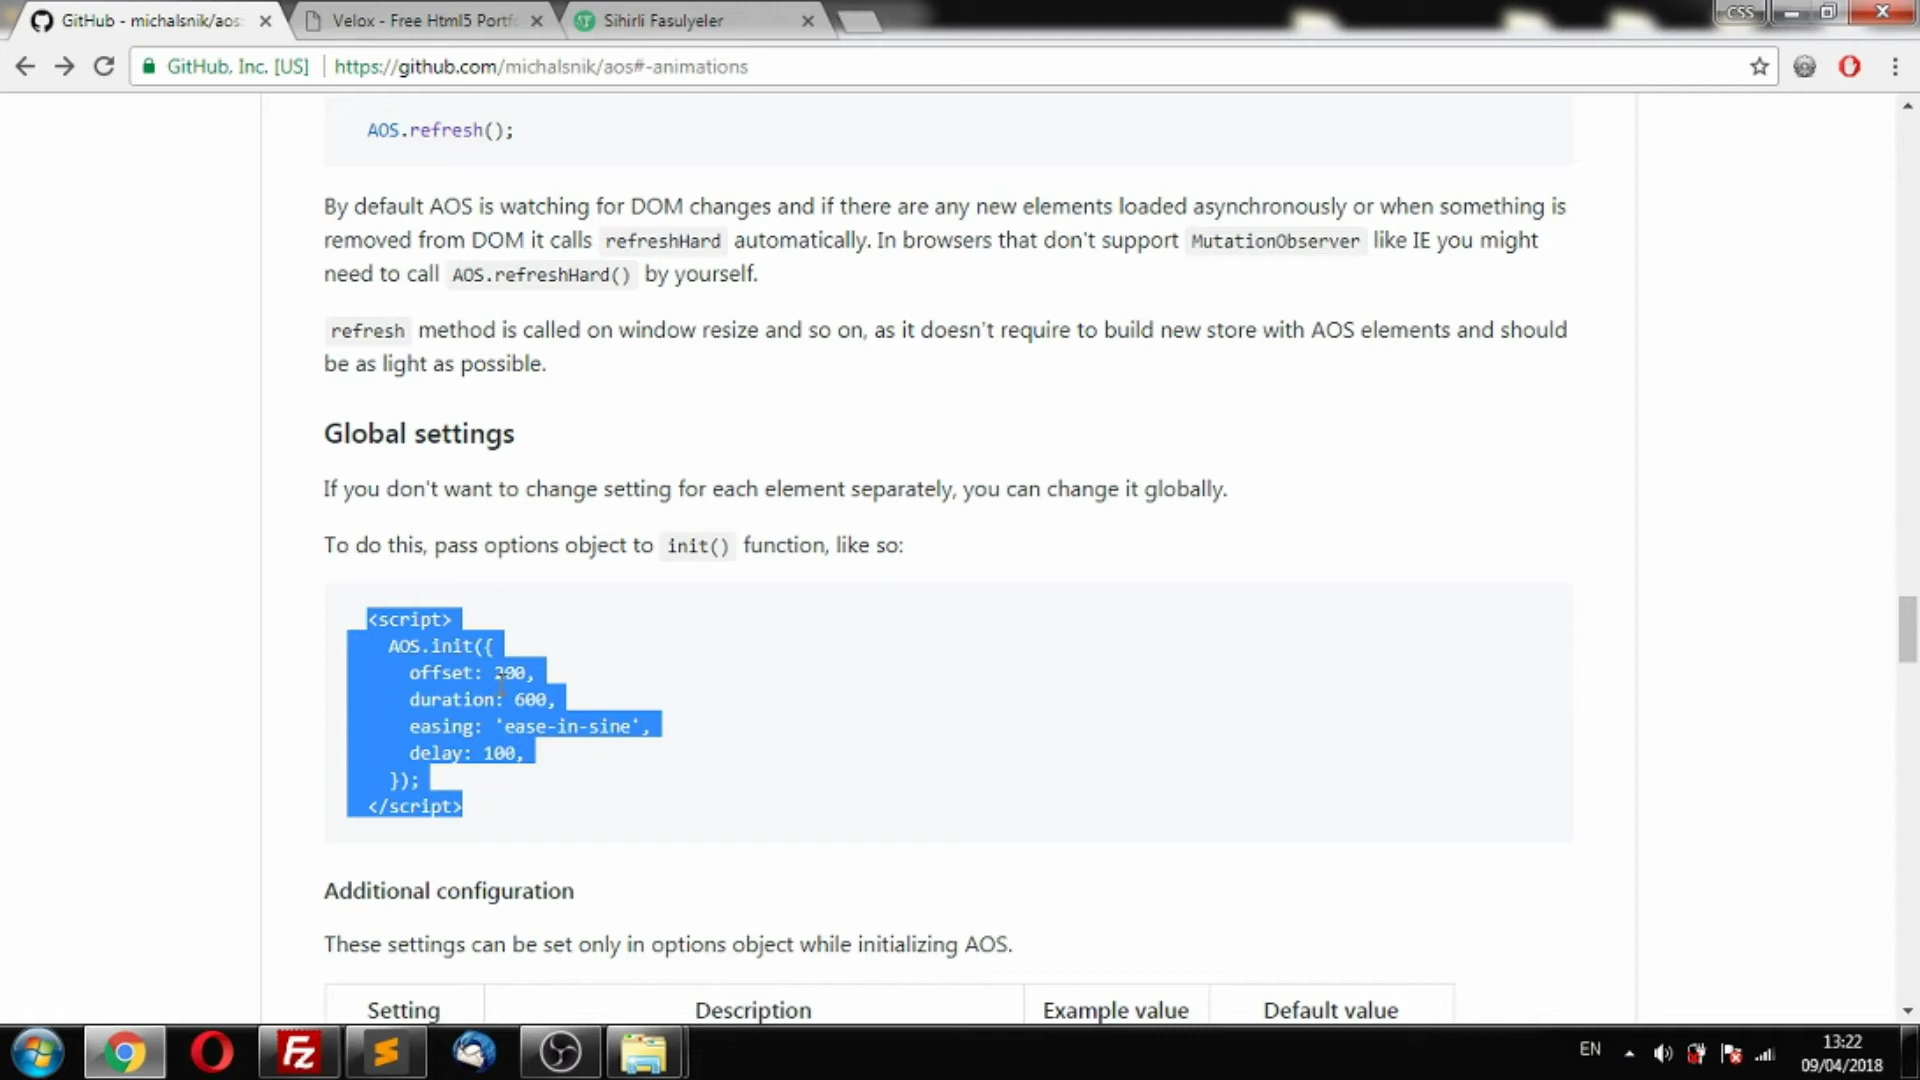 GitHub - michalsnik/aos:
Velox - Free Html5 Portf
Sihirli Fasulyeler
CSS
GitHub, Inc. [US]
https://github.com/michalsnik/aos#-animations
AOS.refresh();
By default AOS is watching for DOM changes and if there are any new elements loaded asynchronously or when something is
removed from DOM it calls refreshHard automatically. In browsers that don't support MutationObserver like IE you might
need to call AOS.refreshHard() by yourself.
refresh method is called on window resize and so on, as it doesn't require to build new store with AOS elements and should
be as light as possible.
Global settings
If you don't want to change setting for each element separately, you can change it globally.
To do this, pass options object to init() function, like so:
<script>
AOS.init({
offset: 200,
duration: 600,
easing: 'ease-in-sine',
delay: 100,
});
</script>
Additional configuration
These settings can be set only in options object while initializing AOS.
Setting Description Example value Default value
EN
13:22
09/04/2018